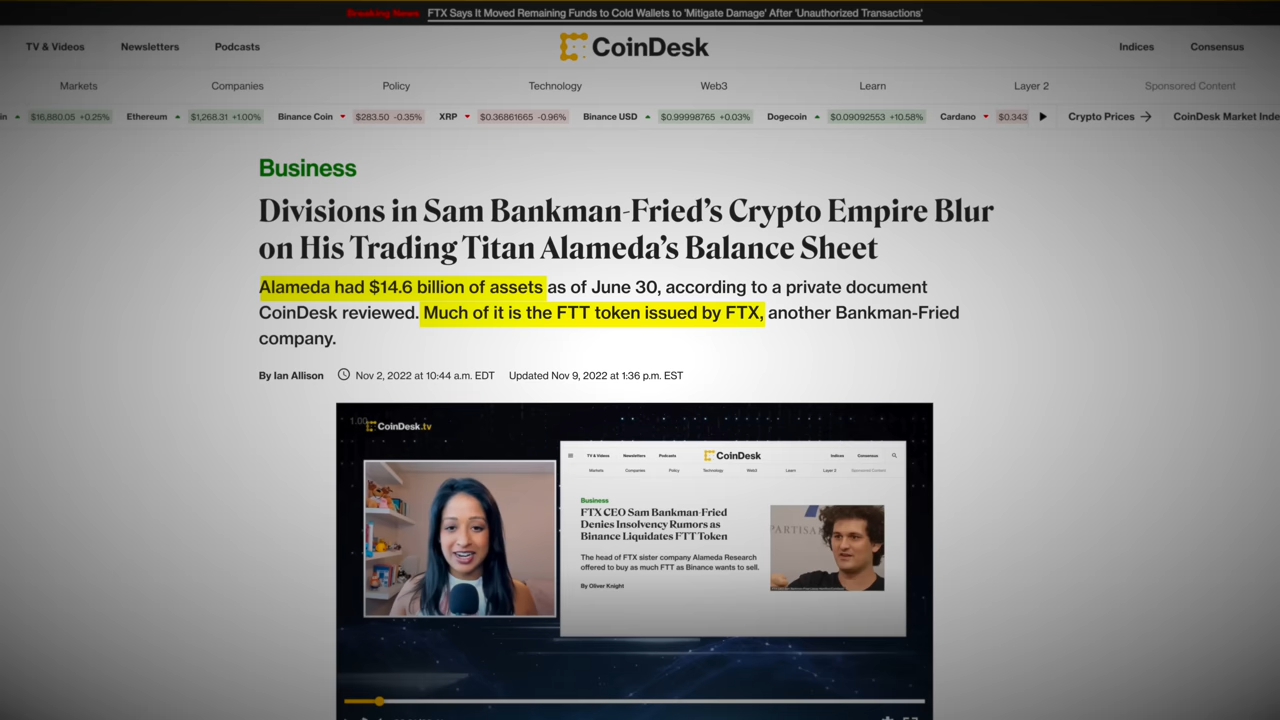 Breaking News FTX Says It Moved Remaining Funds to Cold Wallets to 'Mitigate Damage' After 'Unauthorized Transactions'
TV & Videos Newsletters Podcasts CoinDesk Indices Consensus
Markets Companies Policy Technology Web3 Learn Layer 2 Sponsored Content
in $16,880.05 +0.25% Ethereum $1,268.31 +1.00% Binance Coin $283.50 -0.35% XRP $0.36861665 -0.96% Binance USD $0.99998765 +0.03% Dogecoin $0.09092553 +10.58% Cardano $0.343 Crypto Prices CoinDesk Market Inde
Business
Divisions in Sam Bankman-Fried's Crypto Empire Blur
on His Trading Titan Alameda's Balance Sheet
Alameda had $14.6 billion of assets as of June 30, according to a private document
CoinDesk reviewed. Much of it is the FTT token issued by FTX, another Bankman-Fried
company.
By Ian Allison Nov 2, 2022 at 10:44 a.m. EDT Updated Nov 9, 2022 at 1:36 p.m. EST
CoinDesk.tv
TV & Videos Newsletters Podcasts CoinDesk Indices Consensus
Markets Companies Policy Technology Web3 Learn Layer 2 Sponsored Content
Business
FTX CEO Sam Bankman-Fried
Denies Insolvency Rumors as
Binance Liquidates FTT Token
PARTISA
The head of FTX sister company Alameda Research
offered to buy as much FTT as Binance wants to sell.
By Oliver Knight